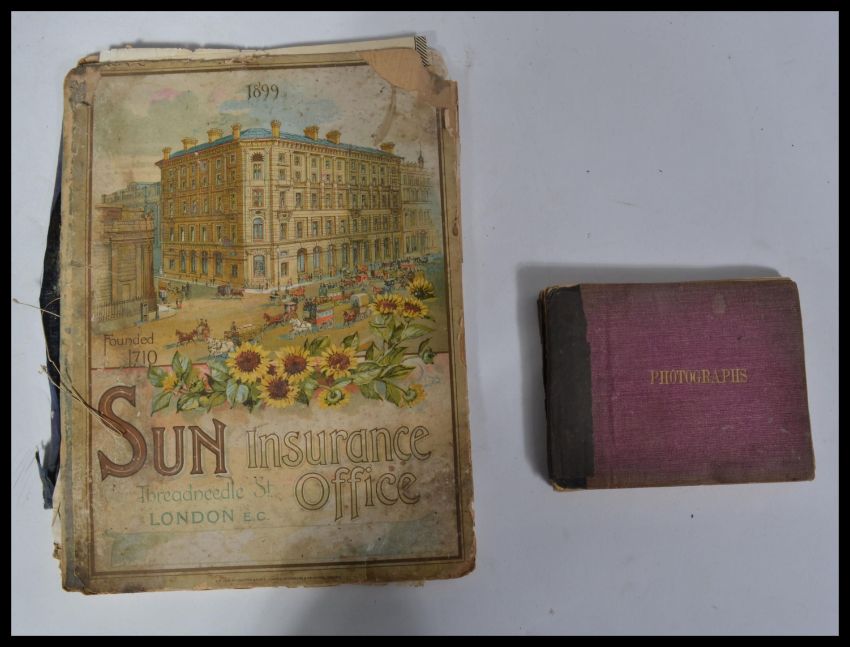 1899
Founded
1710
SUN Insurance
Office
Threadneedle St
LONDON E.C.
PHOTOGRAPHS